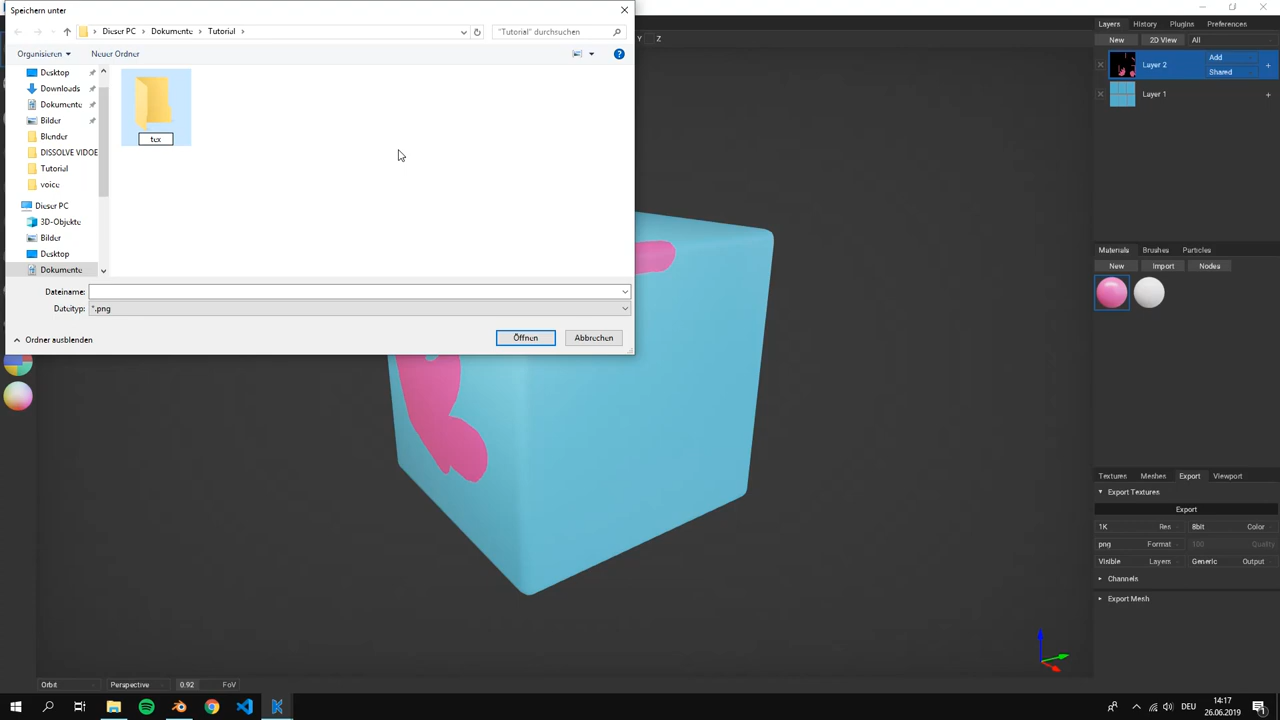 Speichern unter
Dieser PC
Dokumente
Tutorial
"Tutorial" durchsuchen
Organisieren
Neuer Ordner
Desktop
Downloads
Dokumente
Bilder
Blender
DISSOLVE VIDOE
Tutorial
voice
Dieser PC
3D-Objekte
Bilder
Desktop
Dokumente
tex
Dateiname:
Dateityp: *.png
Ordner ausblenden
Öffnen
Abbrechen
Y
Z
Layers History Plugins Preferences
New 2D View All
Layer 2
Add
Shared
Layer 1
Materials Brushes Particles
New Import Nodes
Textures Meshes Export Viewport
Export Textures
Export
1K Res 8bit Color
png Format 100 Quality
Visible Layers Generic Output
Channels
Export Mesh
Orbit Perspective 0.92 FoV
DEU
14:17
26.06.2019
1